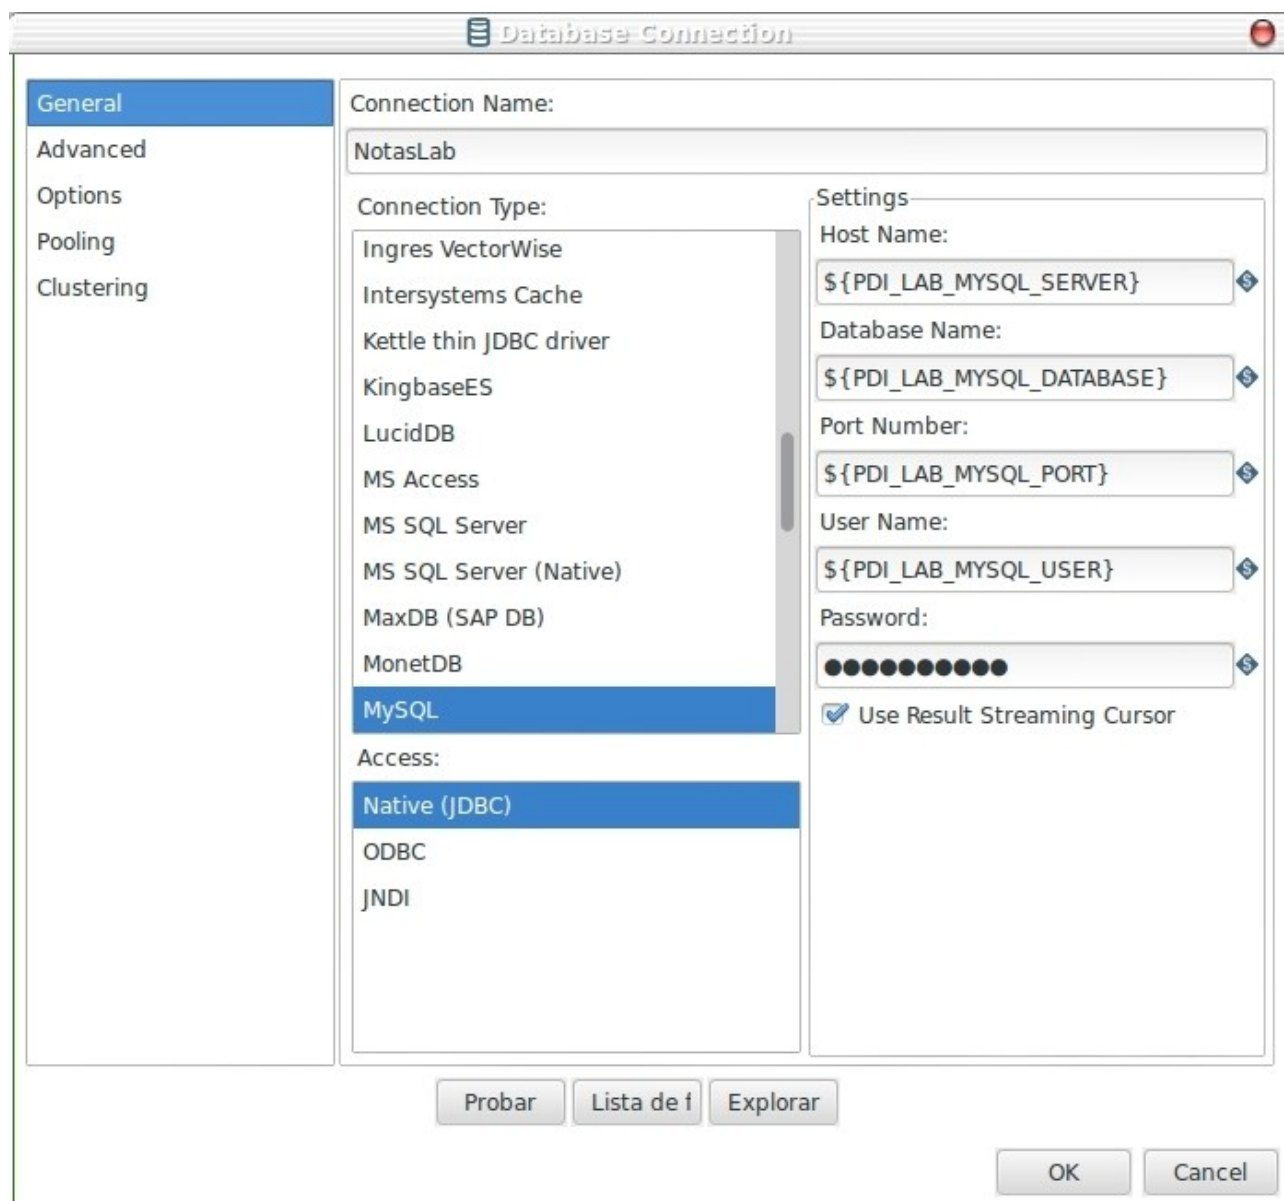 Database Connection
General
Advanced
Options
Pooling
Clustering
Connection Name:
NotasLab
Connection Type:
Ingres VectorWise
Intersystems Cache
Kettle thin JDBC driver
KingbaseES
LucidDB
MS Access
MS SQL Server
MS SQL Server (Native)
MaxDB (SAP DB)
MonetDB
MySQL
Access:
Native (JDBC)
ODBC
JNDI
Settings
Host Name:
${PDI_LAB_MYSQL_SERVER}
Database Name:
${PDI_LAB_MYSQL_DATABASE}
Port Number:
${PDI_LAB_MYSQL_PORT}
User Name:
${PDI_LAB_MYSQL_USER}
Password:
●●●●●●●●●●
Use Result Streaming Cursor
Probar
Lista de f
Explorar
OK
Cancel